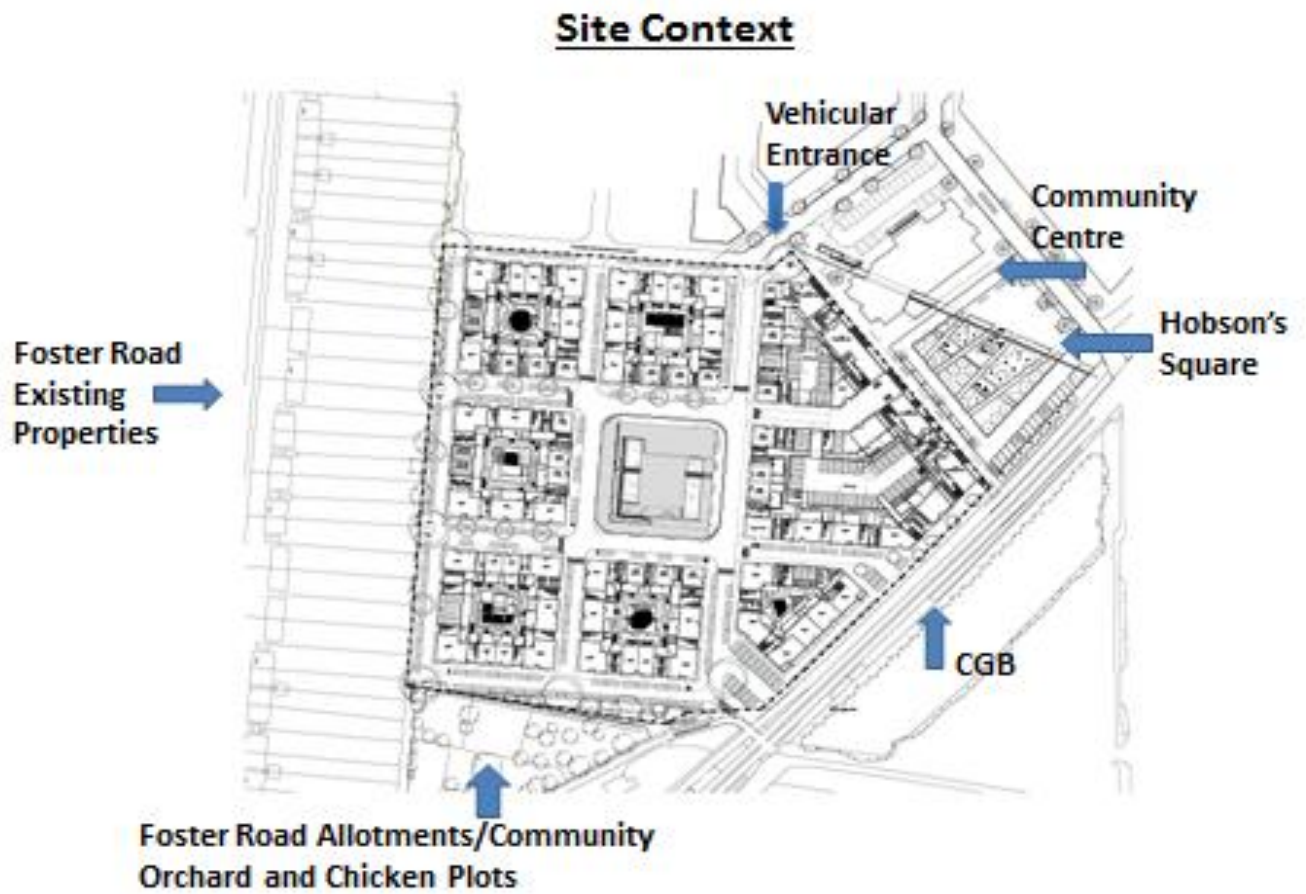 Site Context
Vehicular
Entrance
Community
Centre
Hobson's
Square
Foster Road
Existing
Properties
CGB
Foster Road Allotments/Community
Orchard and Chicken Plots